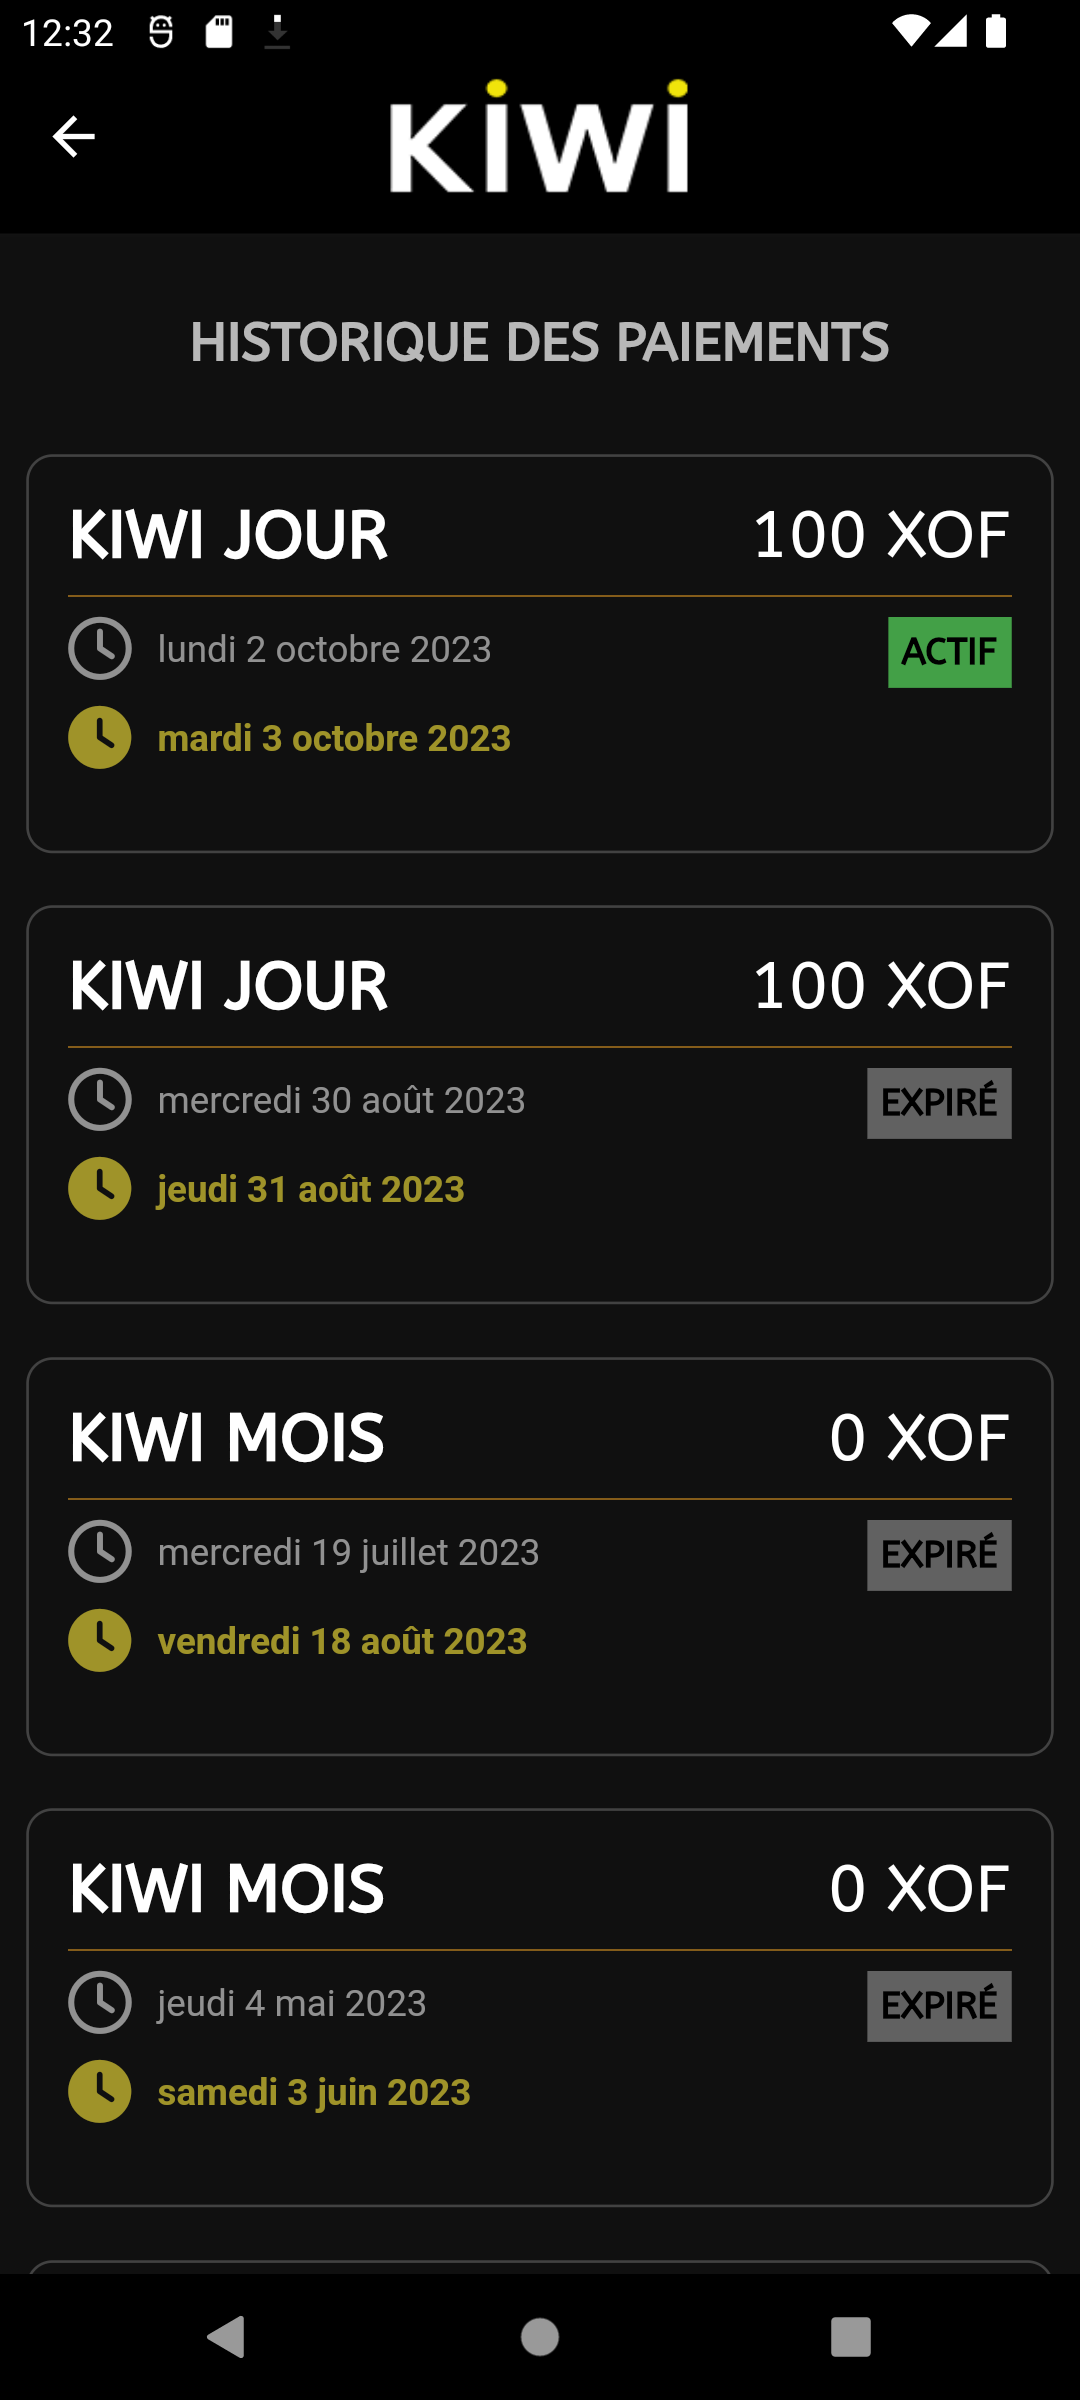 12:32
KiWi
HISTORIQUE DES PAIEMENTS
KIWI JOUR 100 XOF
lundi 2 octobre 2023 ACTIF
mardi 3 octobre 2023
KIWI JOUR 100 XOF
mercredi 30 août 2023 EXPIRÉ
jeudi 31 août 2023
KIWI MOIS 0 XOF
mercredi 19 juillet 2023 EXPIRÉ
vendredi 18 août 2023
KIWI MOIS 0 XOF
jeudi 4 mai 2023 EXPIRÉ
samedi 3 juin 2023